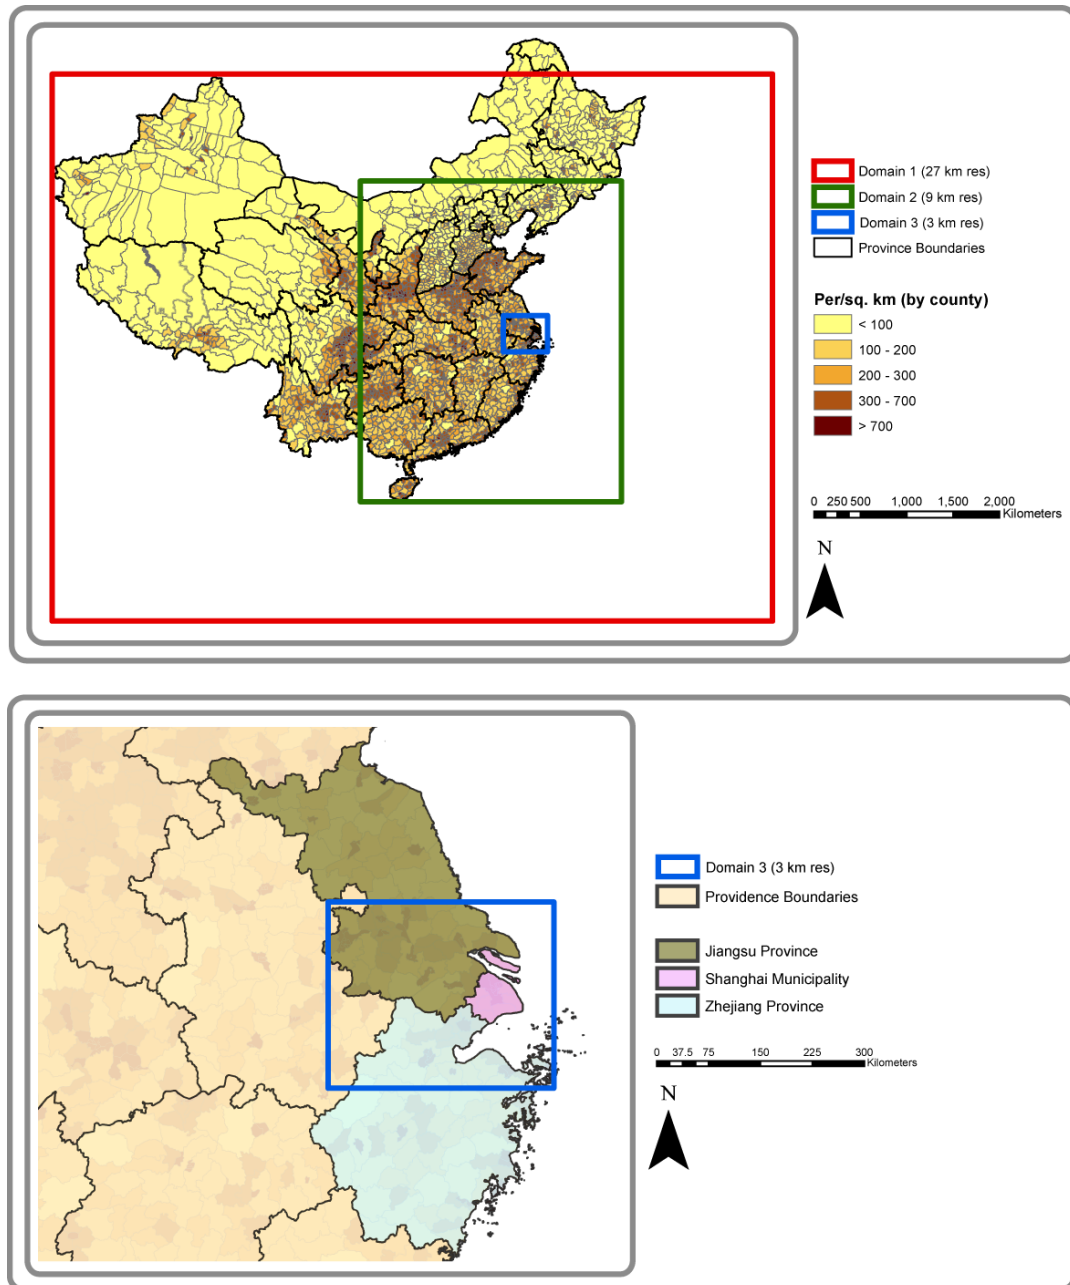 Domain 1 (27 km res)
Domain 2 (9 km res)
Domain 3 (3 km res)
Province Boundaries
Per/sq. km (by county)
< 100
100 - 200
200 - 300
300 - 700
> 700
0 250 500 1,000 1,500 2,000
Kilometers
N
Domain 3 (3 km res)
Providence Boundaries
Jiangsu Province
Shanghai Municipality
Zhejiang Province
0 37.5 75 150 225 300
Kilometers
N